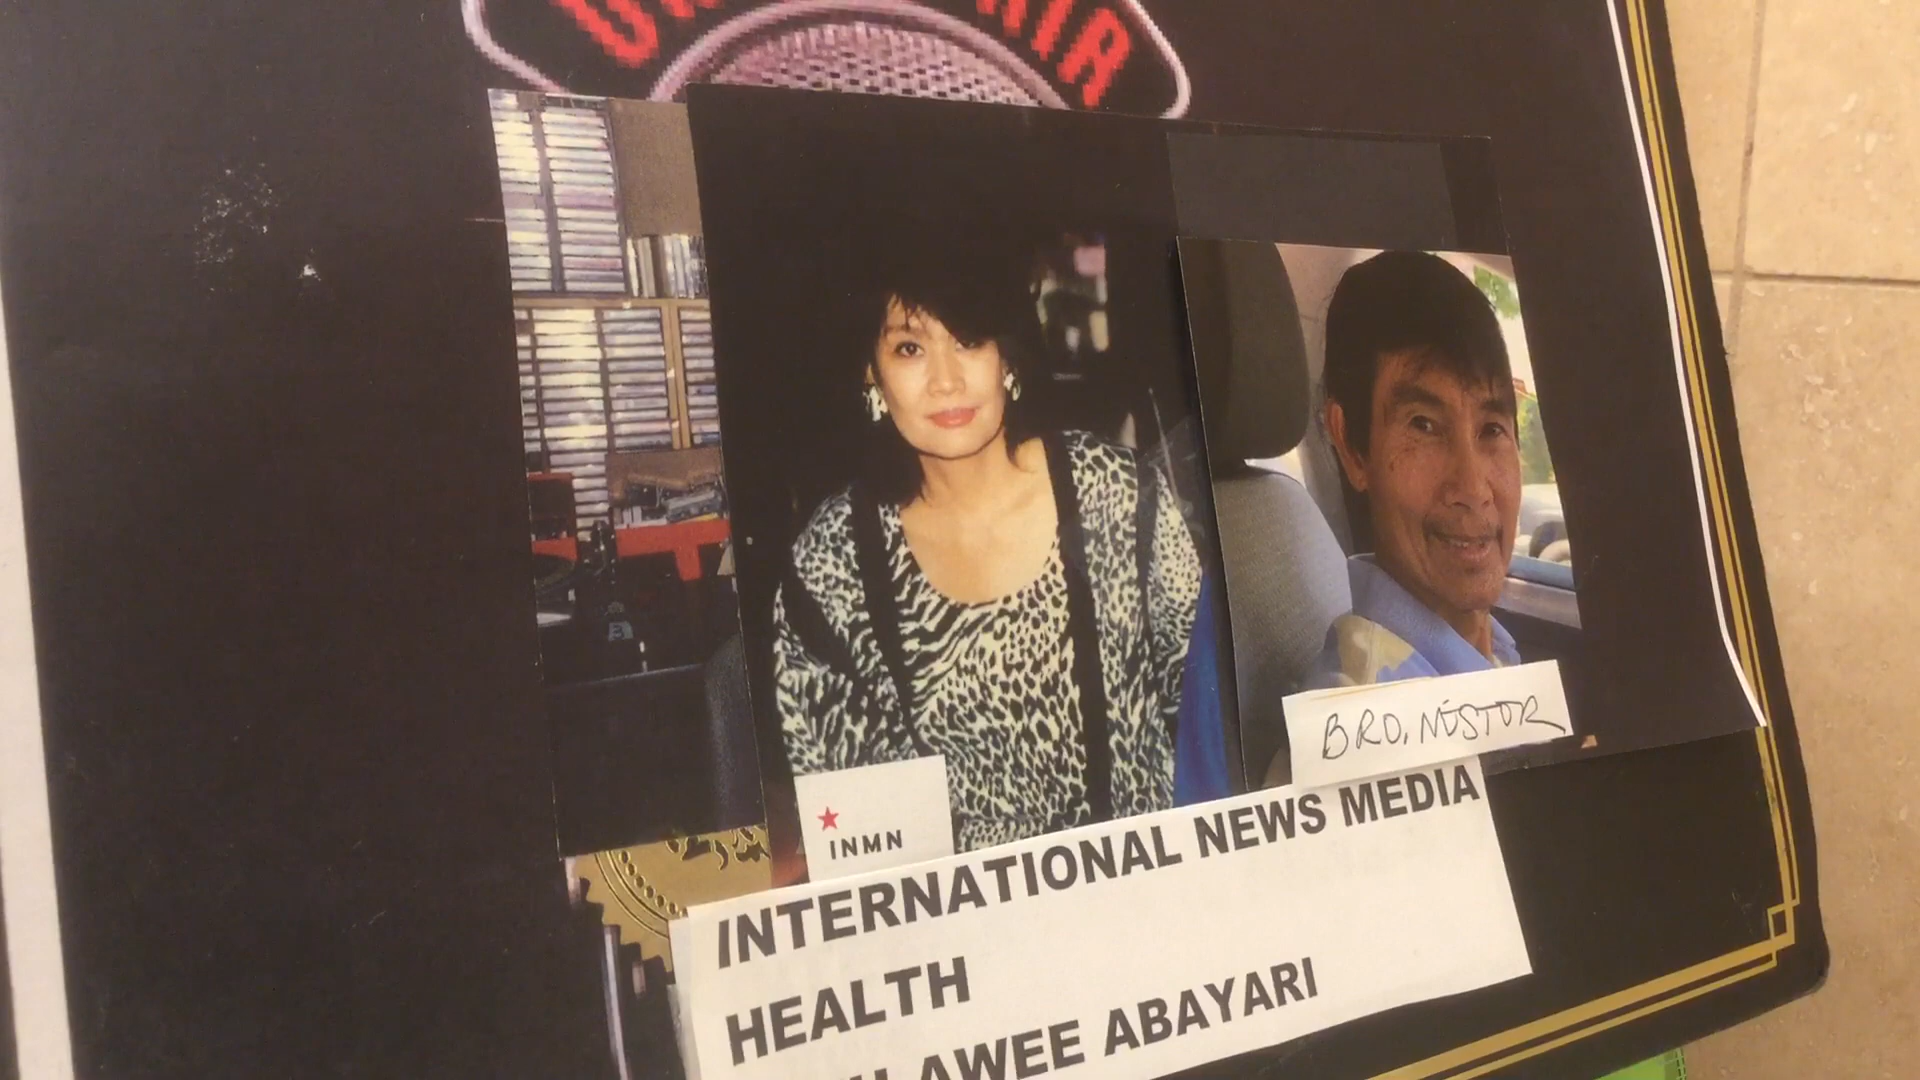 BRO. NESTOR
INMN
INTERNATIONAL NEWS MEDIA
HEALTH
AWEE ABAYARI